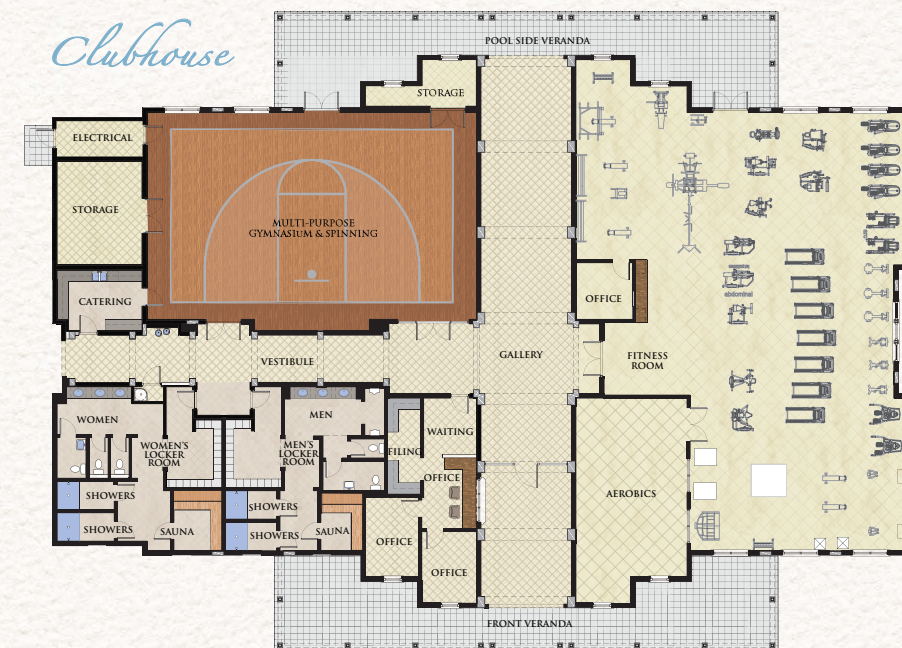 Clubhouse
POOL SIDE VERANDA
STORAGE
ELECTRICAL
STORAGE
MULTI-PURPOSE
GYMNASIUM & SPINNING
CATERING
OFFICE
abdominal
VESTIBULE
GALLERY
FITNESS
ROOM
WOMEN
MEN
WAITING
WOMEN'S
LOCKER
ROOM
MEN'S
LOCKER
ROOM
FILING
OFFICE
SHOWERS
SHOWERS
SAUNA
SHOWERS
SHOWERS
SAUNA
AEROBICS
OFFICE
OFFICE
FRONT VERANDA